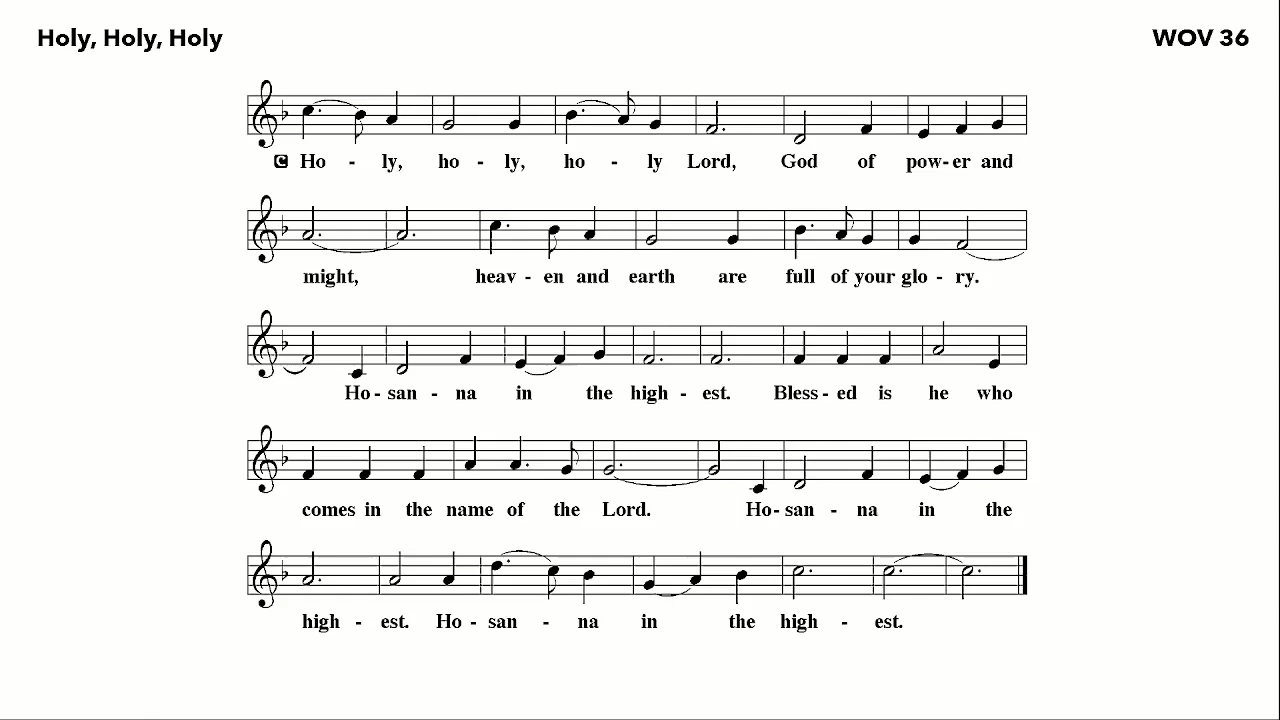 Holy, Holy, Holy WOV 36
C Ho - ly, ho - ly, ho - ly Lord, God of pow- er and
might, heav - en and earth are full of your glo - ry.
Ho - san - na in the high - est. Bless - ed is he who
comes in the name of the Lord. Ho- san - na in the
high - est. Ho - san - na in the high - est.